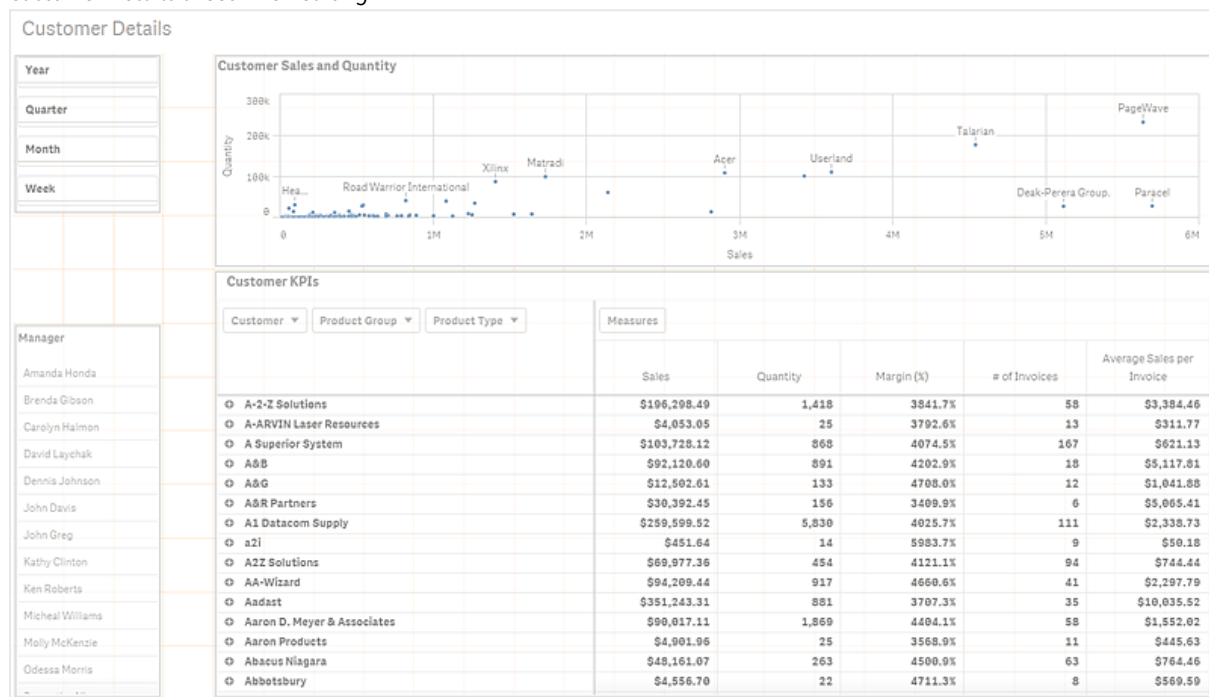 Customer Details
Year
Quarter
Month
Week
Customer Sales and Quantity
Quantity
300k
200k
100k
0
PageWave
Talarian
Acer
Userland
Xilinx
Matradi
Hea...
Road Warrior International
Deak-Perera Group.
Paracel
0 1M 2M 3M 4M 5M 6M
Sales
Manager
Amanda Honda
Brenda Gibson
Carolyn Halmon
David Laychak
Dennis Johnson
John Davis
John Greg
Kathy Clinton
Ken Roberts
Micheal Williams
Molly McKenzie
Odessa Morris
Customer KPIs
Customer Product Group Product Type Measures
Sales Quantity Margin (%) # of Invoices Average Sales per Invoice
A-2-Z Solutions $196,298.49 1,418 3841.7% 58 $3,384.46
A-ARVIN Laser Resources $4,053.05 25 3792.6% 13 $311.77
A Superior System $103,728.12 868 4074.5% 167 $621.13
A&B $92,120.60 891 4202.9% 18 $5,117.81
A&G $12,502.61 133 4708.0% 12 $1,041.88
A&R Partners $30,392.45 156 3409.9% 6 $5,065.41
A1 Datacom Supply $259,599.52 5,830 4025.7% 111 $2,338.73
a2i $451.64 14 5983.7% 9 $50.18
A2Z Solutions $69,977.36 454 4121.1% 94 $744.44
AA-Wizard $94,209.44 917 4660.6% 41 $2,297.79
Aadast $351,243.31 881 3707.3% 35 $10,035.52
Aaron D. Meyer & Associates $90,017.11 1,869 4404.1% 58 $1,552.02
Aaron Products $4,901.96 25 3568.9% 11 $445.63
Abacus Niagara $48,161.07 263 4500.9% 63 $764.46
Abbotsbury $4,556.70 22 4711.3% 8 $569.59